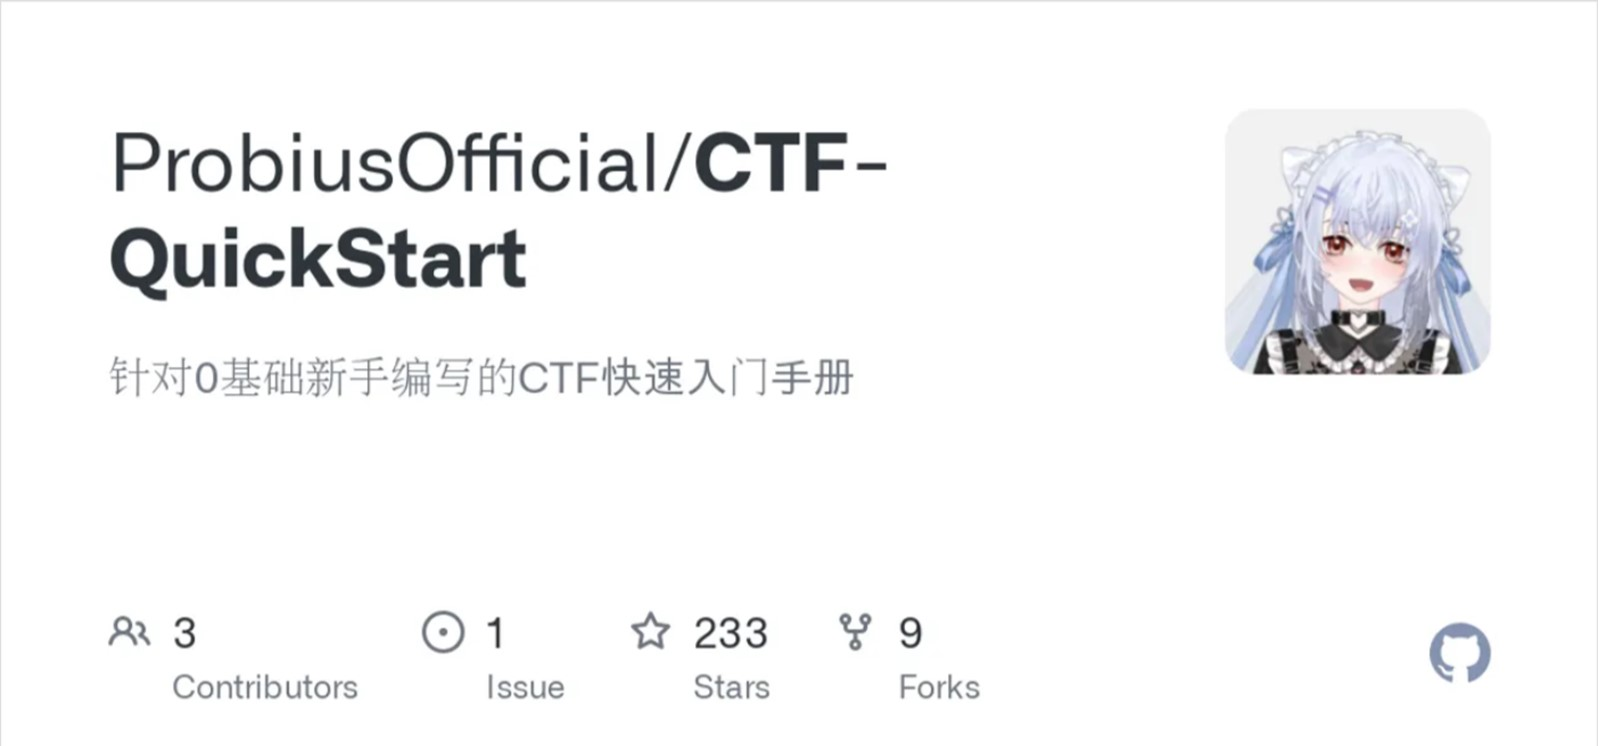 ProbiusOfficial/CTF-
QuickStart
针对0基础新手编写的CTF快速入门手册
3
Contributors
1
Issue
233
Stars
9
Forks